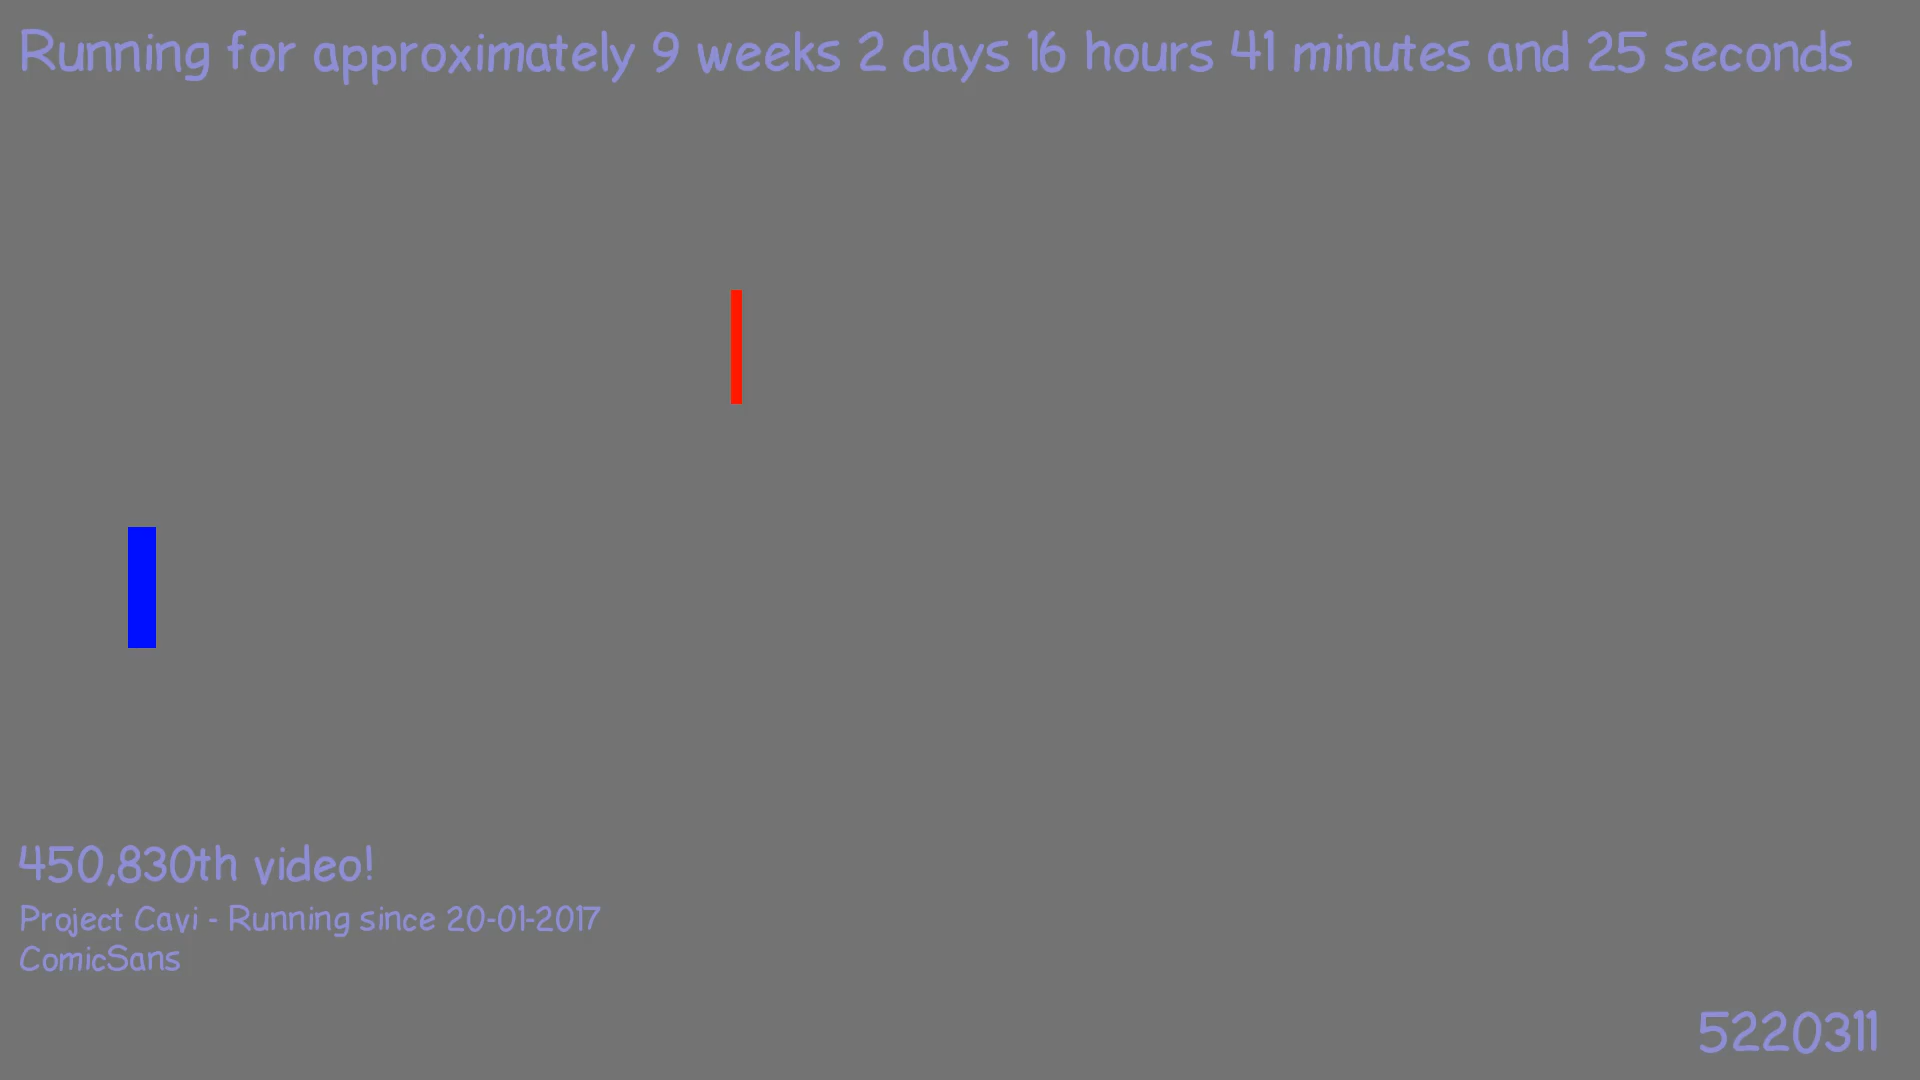 Running for approximately 9 weeks 2 days 16 hours 41 minutes and 25 seconds
450,830th video!
Project Cavi - Running since 20-01-2017
ComicSans
5220311